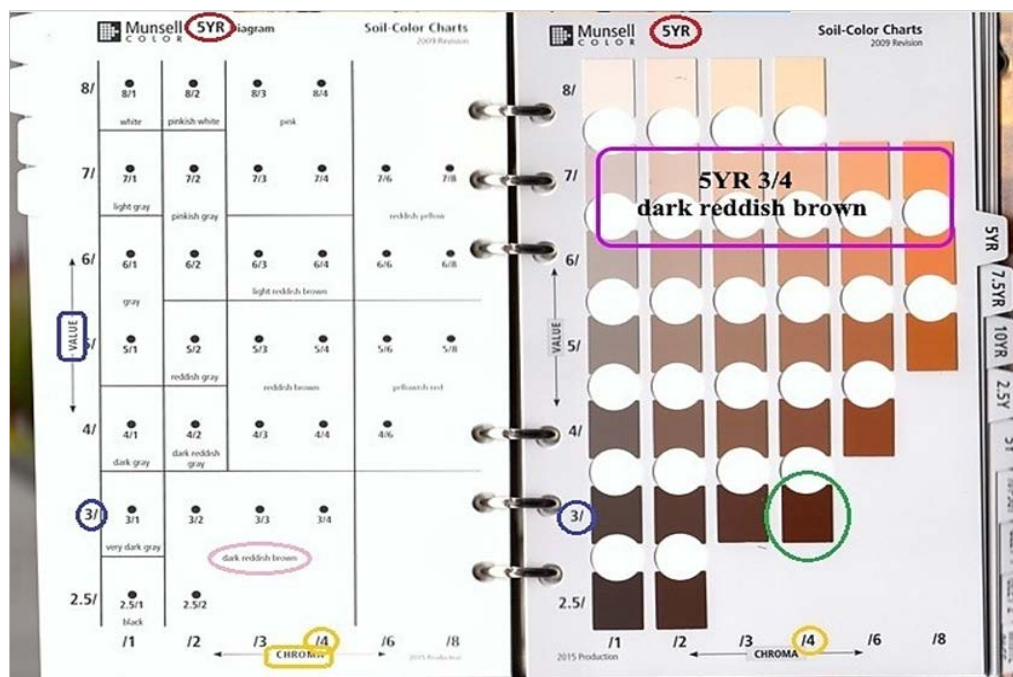 Munsell 5YR Diagram
COLOR
Soil-Color Charts
2009 Revision
8/ 8/1 8/2 8/3 8/4
white pinkish white pink
7/ 7/1 7/2 7/3 7/4 7/6 7/8
light gray pinkish gray reddish yellow
6/ 6/1 6/2 6/3 6/4 6/6 6/8
gray light reddish brown
VALUE
5/ 5/1 5/2 5/3 5/4 5/6 5/8
reddish gray reddish brown yellowish red
4/ 4/1 4/2 4/3 4/4 4/6
dark gray dark reddish
gray
3/ 3/1 3/2 3/3 3/4
very dark gray dark reddish brown
2.5/ 2.5/1 2.5/2
black
/1 /2 /3 /4 /6 /8
CHROMA
2015 Production
Munsell 5YR
COLOR
Soil-Color Charts
2009 Revision
8/
7/
5YR 3/4
dark reddish brown
6/
VALUE
5/
4/
3/
2.5/
/1 /2 /3 /4 /6 /8
2015 Production
CHROMA
5YR
7.5YR
10YR
2.5Y